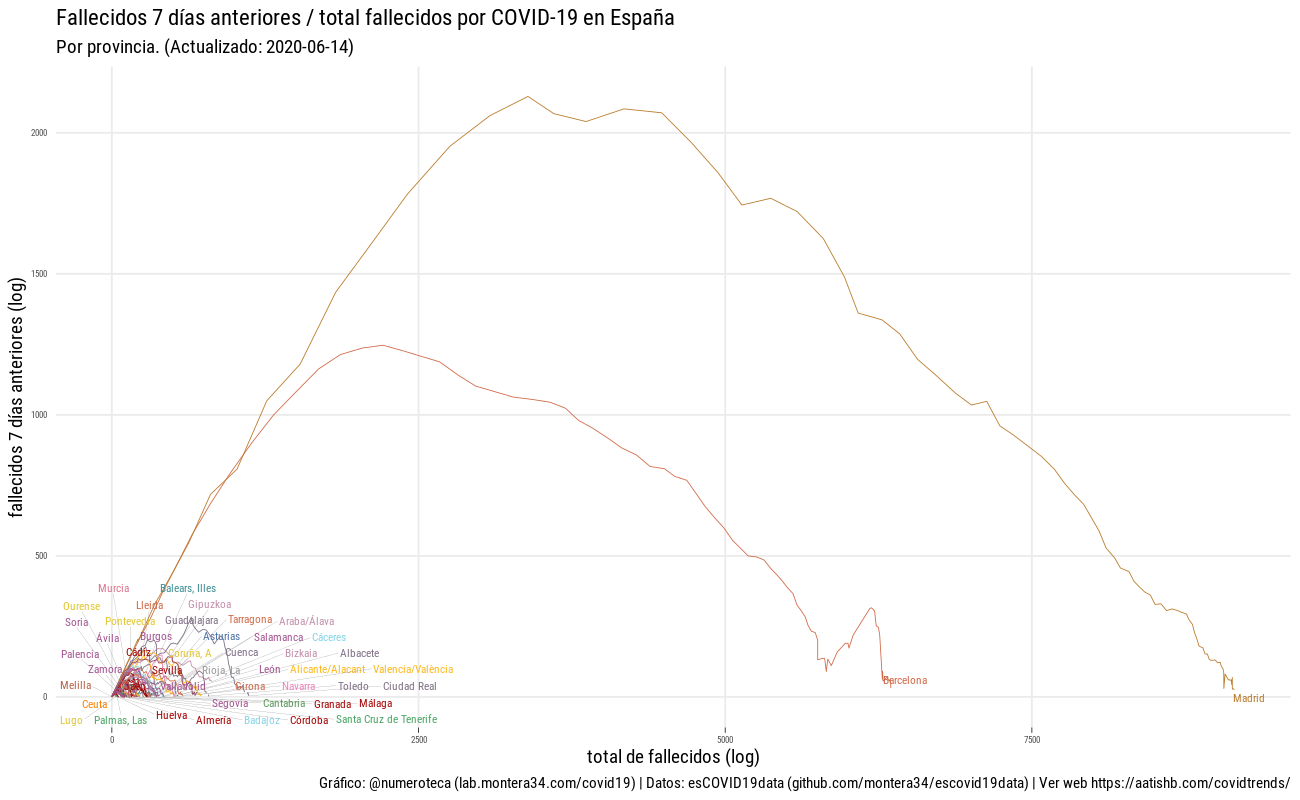 Fallecidos 7 días anteriores / total fallecidos por COVID-19 en España
Por provincia. (Actualizado: 2020-06-14)
fallecidos 7 días anteriores (log)
2000
1500
1000
500
0
Murcia
Balears, Illes
Ourense
Lleida
Gipuzkoa
Soria
Pontevedra
Guadalajara
Tarragona
Araba/Álava
Ávila
Burgos
Asturias
Salamanca
Cáceres
Palencia
Cádiz
Coruña, A
Cuenca
Bizkaia
Albacete
Zamora
Sevilla
Rioja, La
León
Alicante/Alacant
Valencia/València
Melilla
Jaén
Valladolid
Girona
Navarra
Toledo
Ciudad Real
Ceuta
Segovia
Cantabria
Granada
Málaga
Lugo
Palmas, Las
Huelva
Almería
Badajoz
Córdoba
Santa Cruz de Tenerife
Barcelona
Madrid
0
2500
5000
7500
total de fallecidos (log)
Gráfico: @numeroteca (lab.montera34.com/covid19) | Datos: esCOVID19data (github.com/montera34/escovid19data) | Ver web https://aatishb.com/covidtrends/